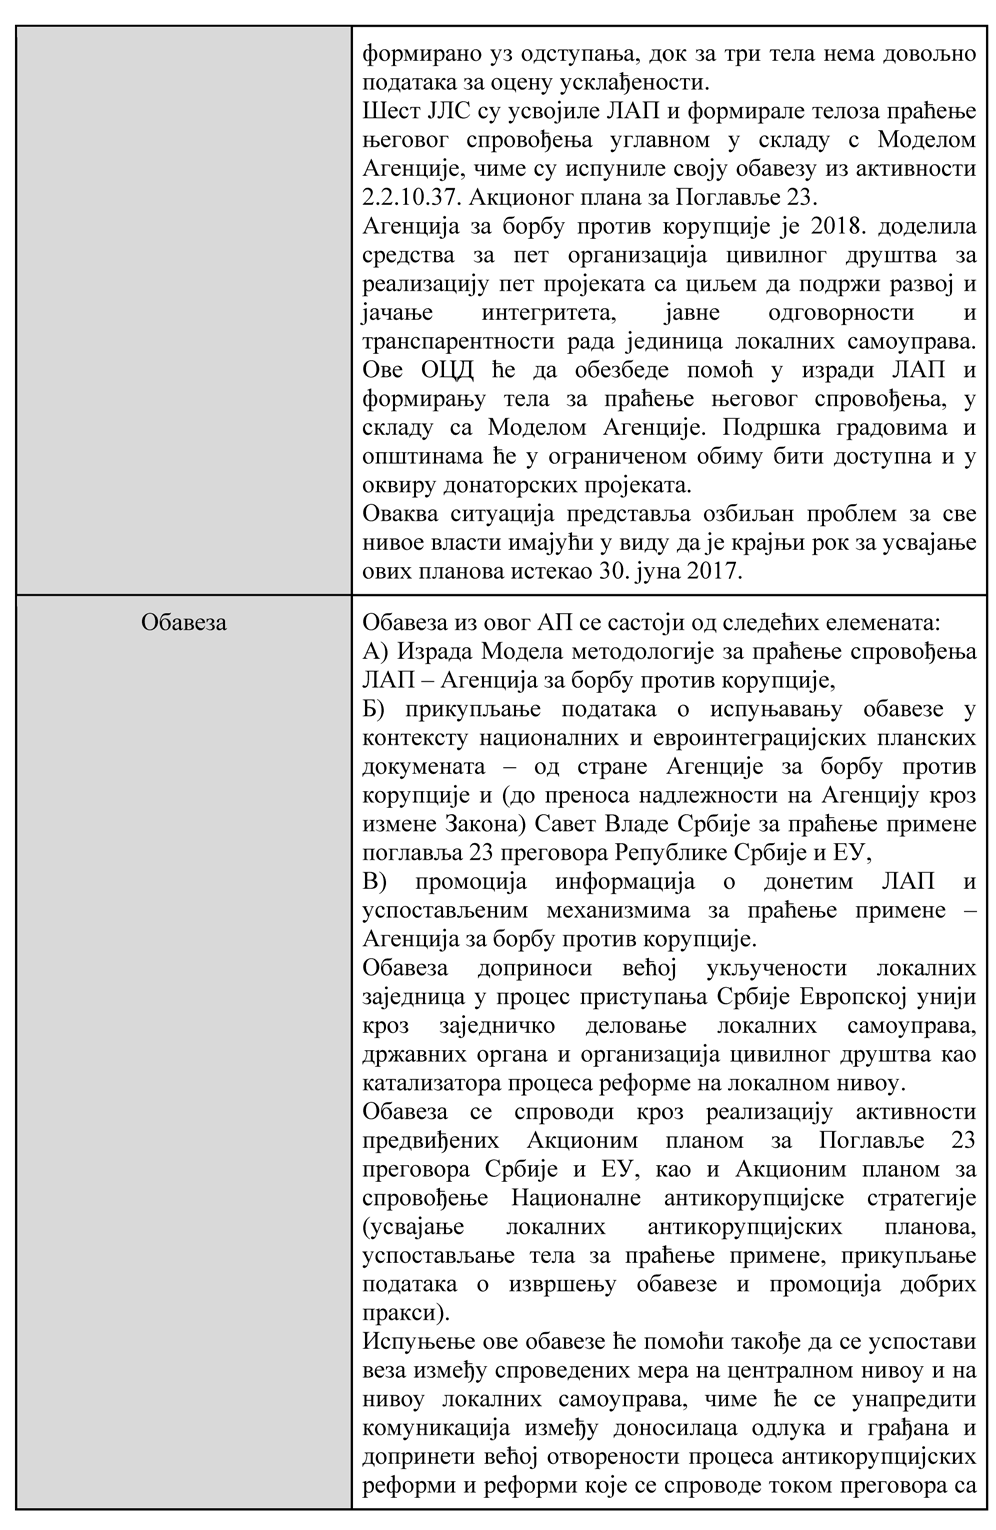 формирано уз одступања, док за три тела нема довољно
података за оцену усклађености.
Шест ЈЛС су усвојиле ЛАП и формирале телоза праћење
његовог спровођења углавном у складу с Моделом
Агенције, чиме су испуниле своју обавезу из активности
2.2.10.37. Акционог плана за Поглавље 23.
Агенција за борбу против корупције је 2018. доделила
средства за пет организација цивилног друштва за
реализацију пет пројеката са циљем да подржи развој и
јачање интегритета, јавне одговорности и
транспарентности рада јединица локалних самоуправа.
Ове ОЦД ће да обезбеде помоћ у изради ЛАП и
формирању тела за праћење његовог спровођења, у
складу са Моделом Агенције. Подршка градовима и
општинама ће у ограниченом обиму бити доступна и у
оквиру донаторских пројеката.
Оваква ситуација представља озбиљан проблем за све
нивое власти имајући у виду да је крајњи рок за усвајање
ових планова истекао 30. јуна 2017.
Обавеза
Обавеза из овог АП се састоји од следећих елемената:
А) Израда Модела методологије за праћење спровођења
ЛАП – Агенција за борбу против корупције,
Б) прикупљање података о испуњавању обавезе у
контексту националних и евроинтеграцијских планских
докумената – од стране Агенције за борбу против
корупције и (до преноса надлежности на Агенцију кроз
измене Закона) Савет Владе Србије за праћење примене
поглавља 23 преговора Републике Србије и ЕУ,
В) промоција информација о донетим ЛАП и
успостављеним механизмима за праћење примене –
Агенција за борбу против корупције.
Обавеза доприноси већој укључености локалних
заједница у процес приступања Србије Европској унији
кроз заједничко деловање локалних самоуправа,
државних органа и организација цивилног друштва као
катализатора процеса реформе на локалном нивоу.
Обавеза се спроводи кроз реализацију активности
предвиђених Акционим планом за Поглавље 23
преговора Србије и ЕУ, као и Акционим планом за
спровођење Националне антикорупцијске стратегије
(усвајање локалних антикорупцијских планова,
успостављање тела за праћење примене, прикупљање
података о извршењу обавезе и промоција добрих
пракси).
Испуњење ове обавезе ће помоћи такође да се успостави
веза између спроведених мера на централном нивоу и на
нивоу локалних самоуправа, чиме ће се унапредити
комуникација између доносилаца одлука и грађана и
допринети већој отворености процеса антикорупцијских
реформи и реформи које се спроводе током преговора са